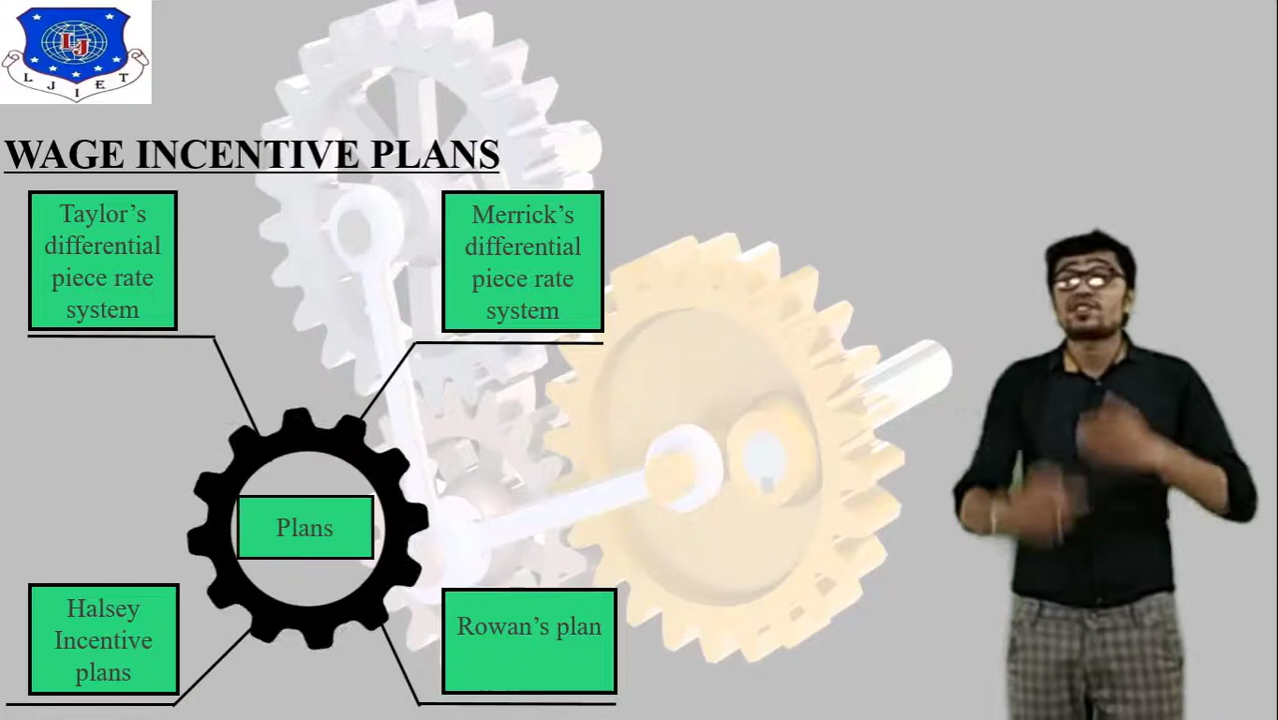 LJ
L J I E T
WAGE INCENTIVE PLANS
Taylor's
differential
piece rate
system
Merrick's
differential
piece rate
system
Plans
Halsey
Incentive
plans
Rowan's plan